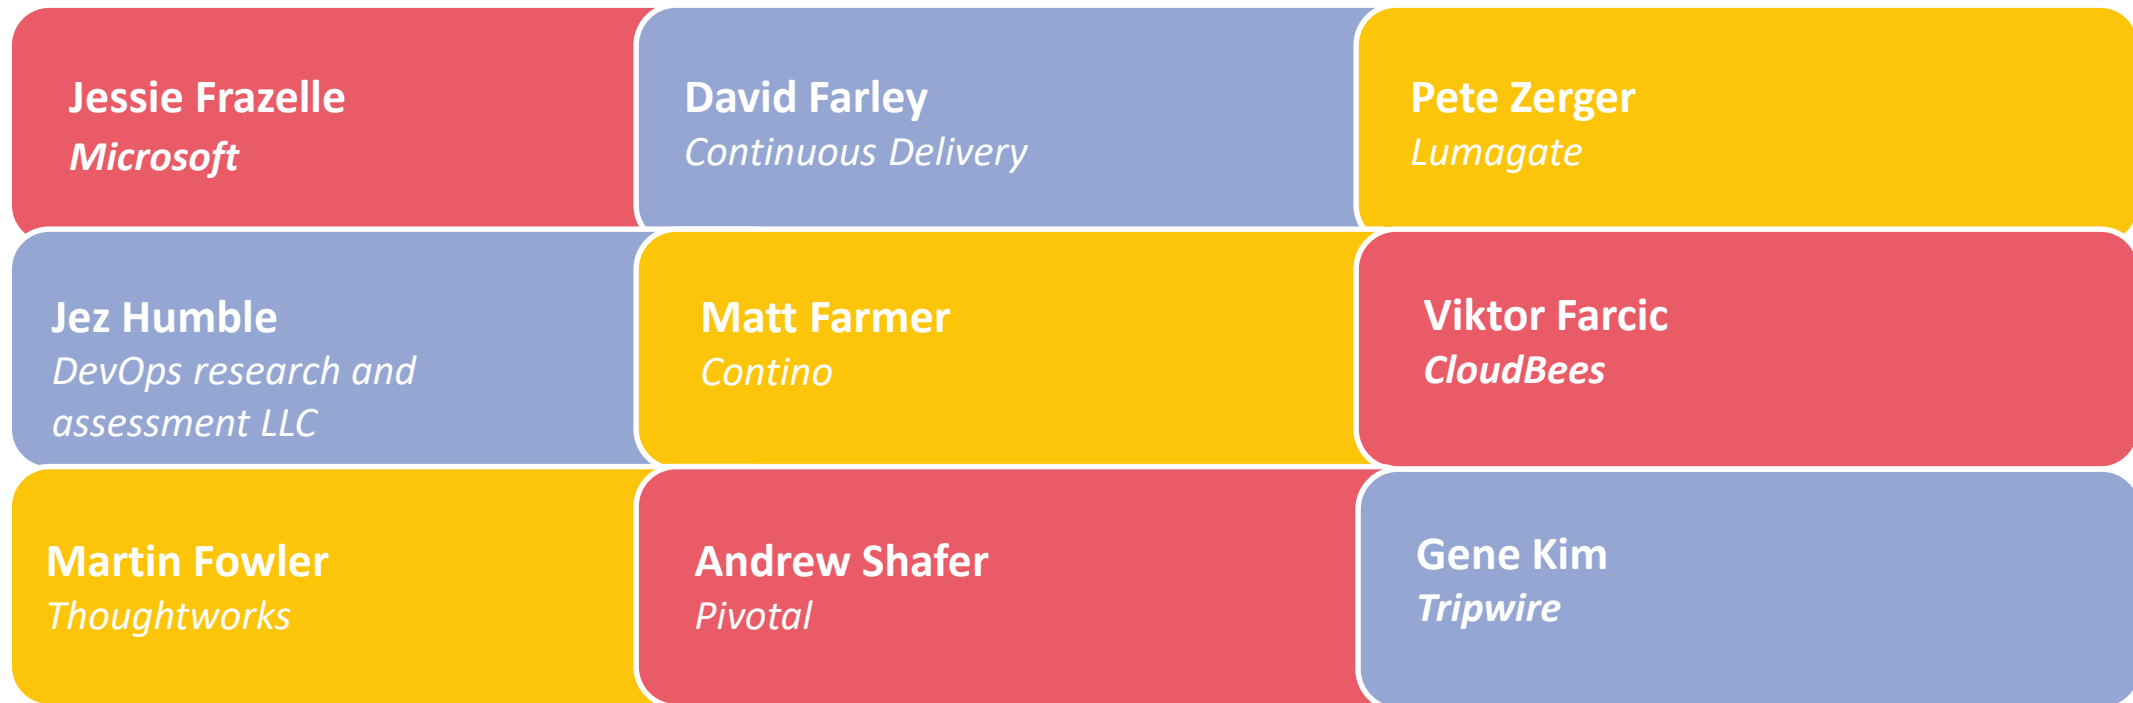 Jessie Frazelle
Microsoft
David Farley
Continuous Delivery
Pete Zerger
Lumagate
Jez Humble
DevOps research and
assessment LLC
Matt Farmer
Contino
Viktor Farcic
CloudBees
Martin Fowler
Thoughtworks
Andrew Shafer
Pivotal
Gene Kim
Tripwire